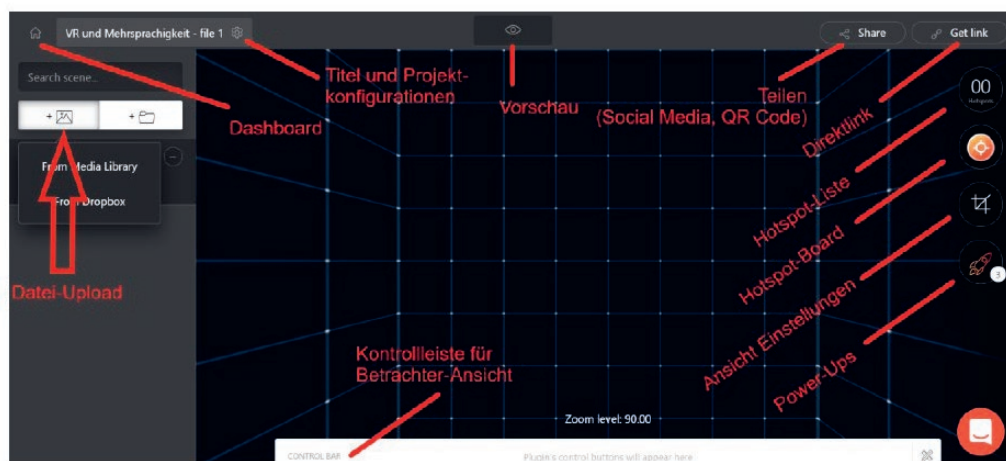 VR und Mehrsprachigkeit - file 1
Share
Get link
Search scene...
Titel und Projekt-
konfigurationen
Vorschau
Teilen
(Social Media, QR Code)
00
Hotspots
Dashboard
Direktlink
From Media Library
From Dropbox
Hotspot-Liste
Hotspot-Board
Datei-Upload
Ansicht Einstellungen
3
Power-Ups
Kontrollleiste für
Betrachter-Ansicht
Zoom level: 90.00
CONTROL BAR
Plugin's control buttons will appear here